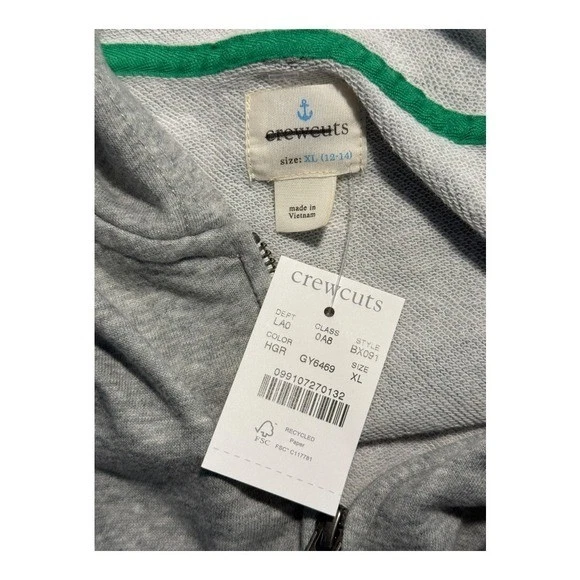 crewcuts
size: XL (12-14)
made in
Vietnam
crewcuts
DEPT CLASS STYLE
LA0 0A8 BX091
COLOR SIZE
HGR GY6469 XL
099107270132
FSC
RECYCLED
Paper
FSC® C117781